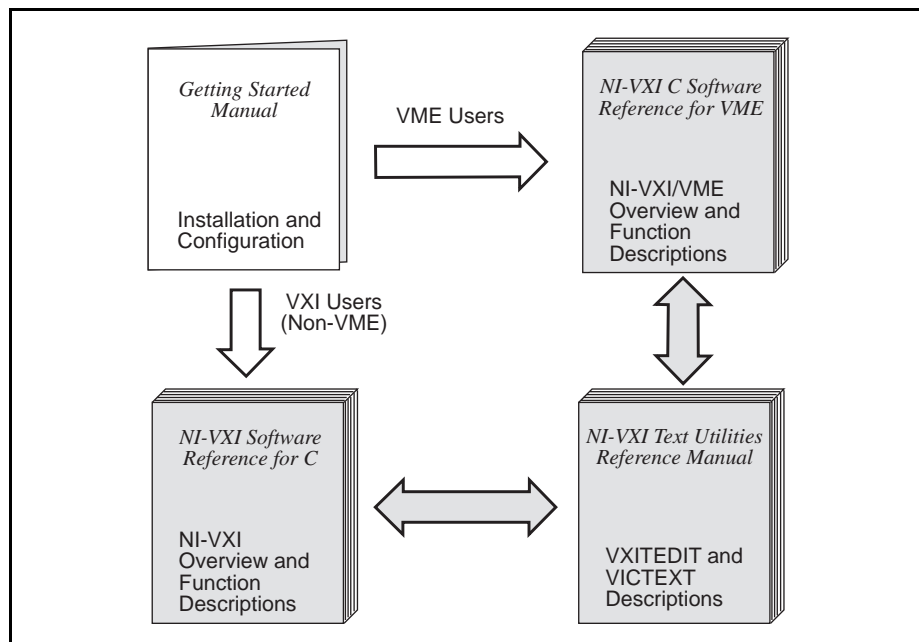 Getting Started
Manual
Installation and
Configuration
VME Users
NI-VXI C Software
Reference for VME
NI-VXI/VME
Overview and
Function
Descriptions
VXI Users
(Non-VME)
NI-VXI Software
Reference for C
NI-VXI
Overview and
Function
Descriptions
NI-VXI Text Utilities
Reference Manual
VXITEDIT and
VICTEXT
Descriptions